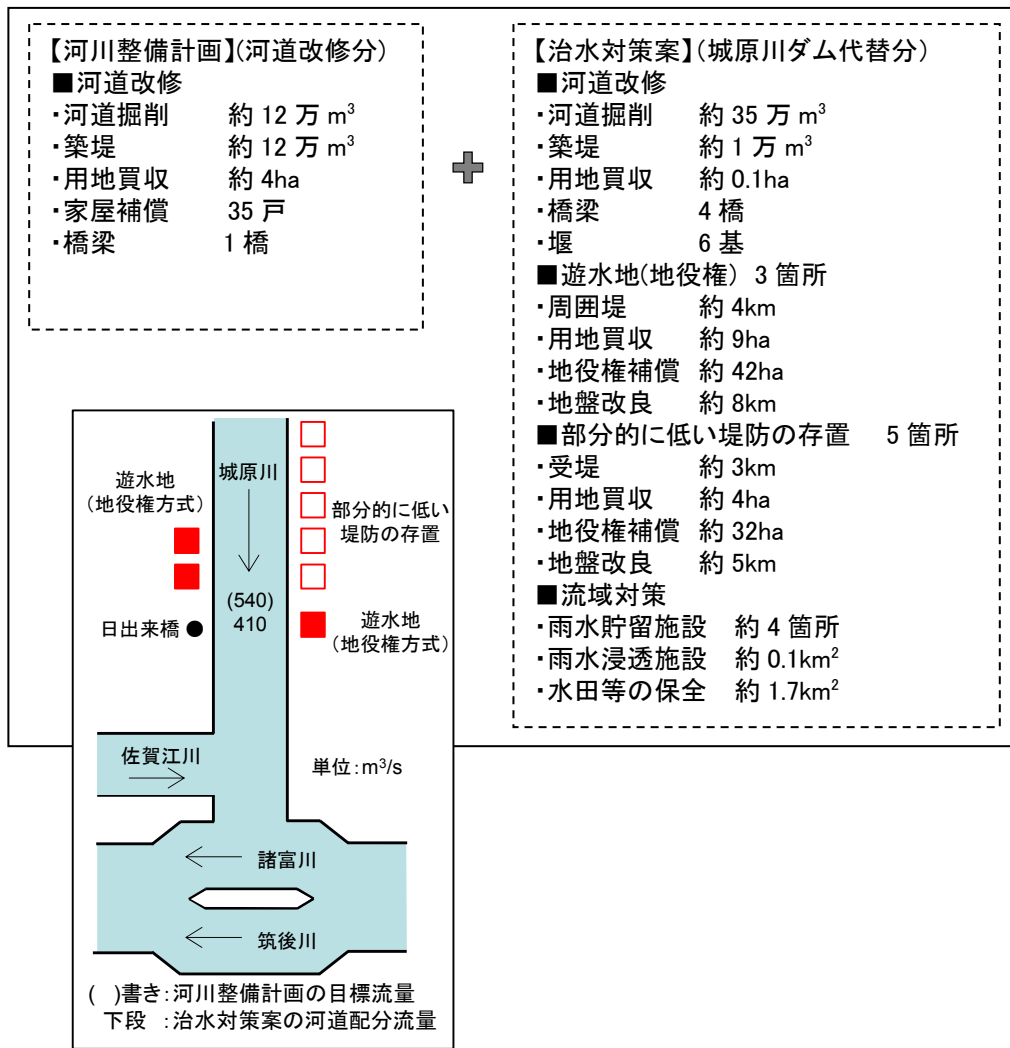 【河川整備計画】(河道改修分)
■河道改修
・河道掘削 約 12 万 m³
・築堤 約 12 万 m³
・用地買収 約 4ha
・家屋補償 35 戸
・橋梁 1 橋
【治水対策案】(城原川ダム代替分)
■河道改修
・河道掘削 約 35 万 m³
・築堤 約 1 万 m³
・用地買収 約 0.1ha
・橋梁 4 橋
・堰 6 基
■遊水地(地役権) 3 箇所
・周囲堤 約 4km
・用地買収 約 9ha
・地役権補償 約 42ha
・地盤改良 約 8km
■部分的に低い堤防の存置 5 箇所
・受堤 約 3km
・用地買収 約 4ha
・地役権補償 約 32ha
・地盤改良 約 5km
■流域対策
・雨水貯留施設 約 4 箇所
・雨水浸透施設 約 0.1km²
・水田等の保全 約 1.7km²
城原川
遊水地
(地役権方式)
部分的に低い
堤防の存置
(540)
410
日出来橋
遊水地
(地役権方式)
佐賀江川
単位:m³/s
諸富川
筑後川
( )書き:河川整備計画の目標流量
下段 :治水対策案の河道配分流量